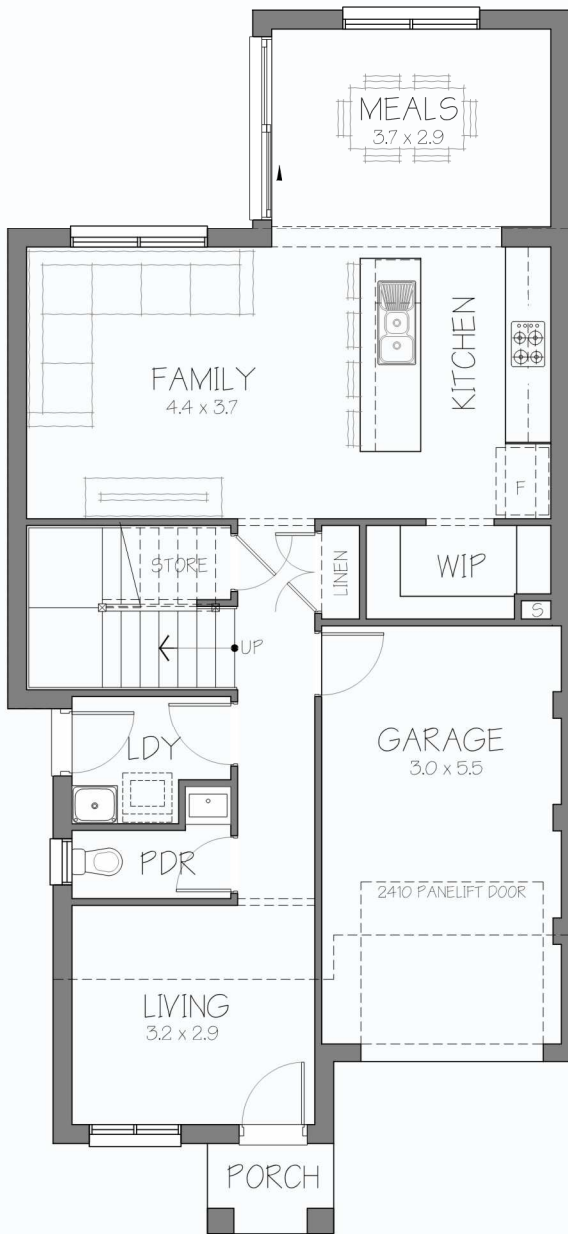 MEALS
3.7 x 2.9
FAMILY
4.4 x 3.7
KITCHEN
F
STORE
LINEN
WIP
S
UP
LDY
GARAGE
3.0 x 5.5
PDR
2410 PANELIFT DOOR
LIVING
3.2 x 2.9
PORCH